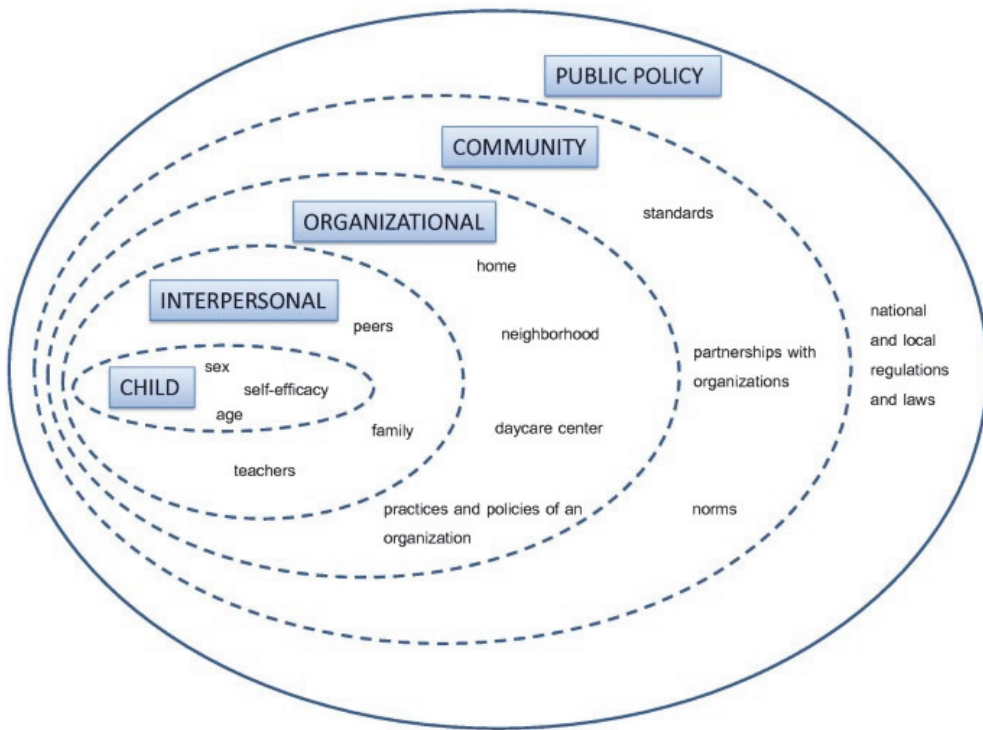 PUBLIC POLICY
COMMUNITY
standards
ORGANIZATIONAL
home
INTERPERSONAL
peers
neighborhood
national
and local
regulations
and laws
partnerships with
organizations
sex
CHILD
self-efficacy
age
family
daycare center
teachers
practices and policies of an
organization
norms